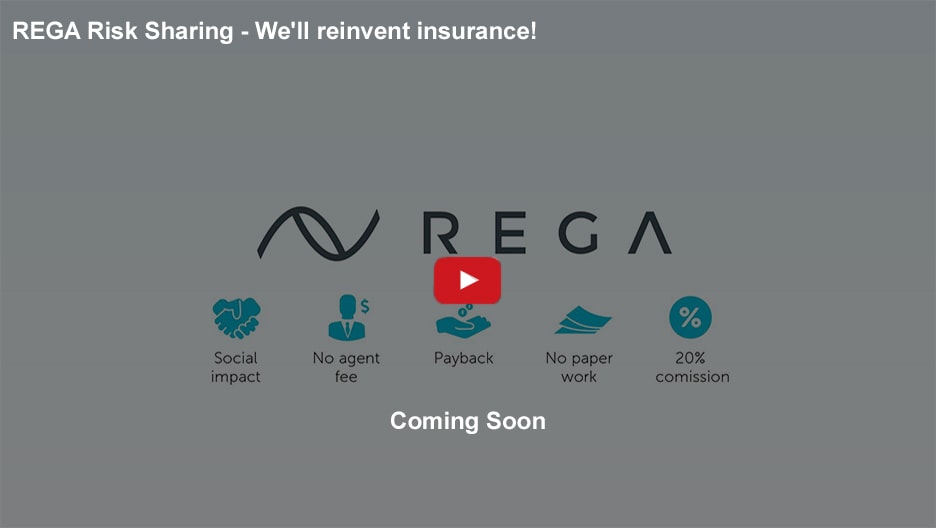 REGA Risk Sharing - We'll reinvent insurance!
REGA
$
%
Social impact
No agent fee
Payback
No paper work
20% comission
Coming Soon